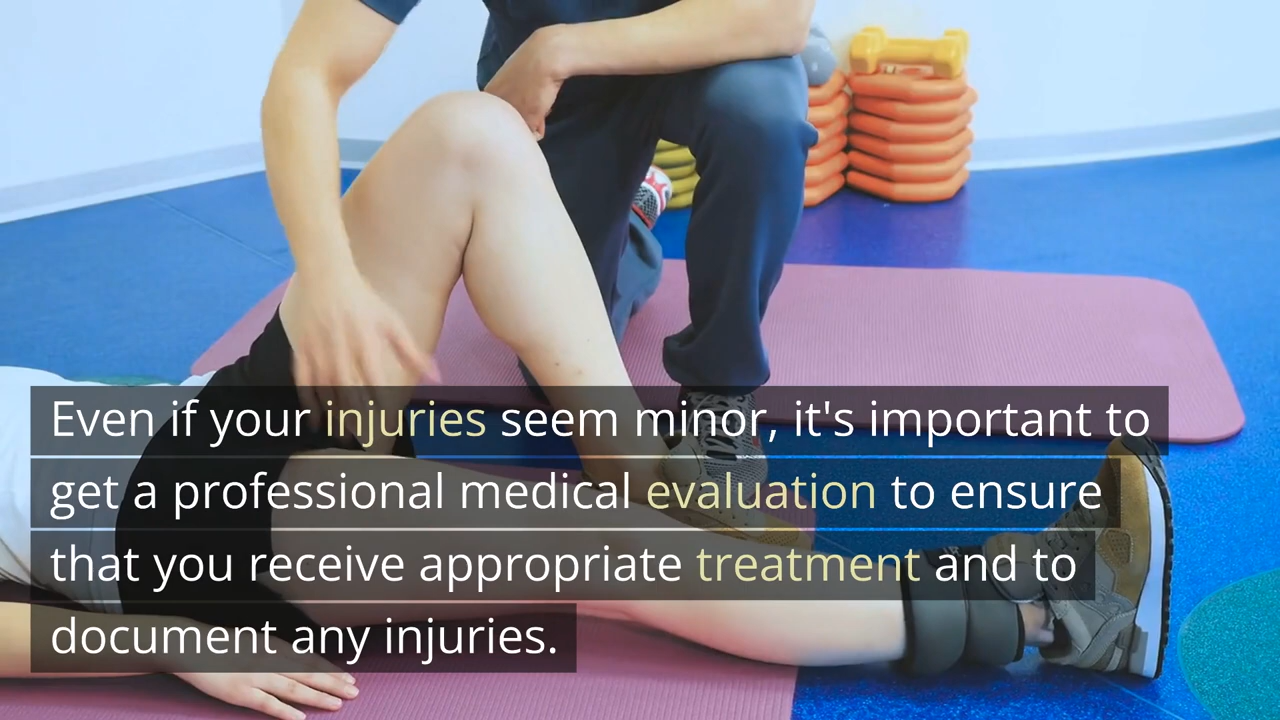 Even if your injuries seem minor, it's important to
get a professional medical evaluation to ensure
that you receive appropriate treatment and to
document any injuries.